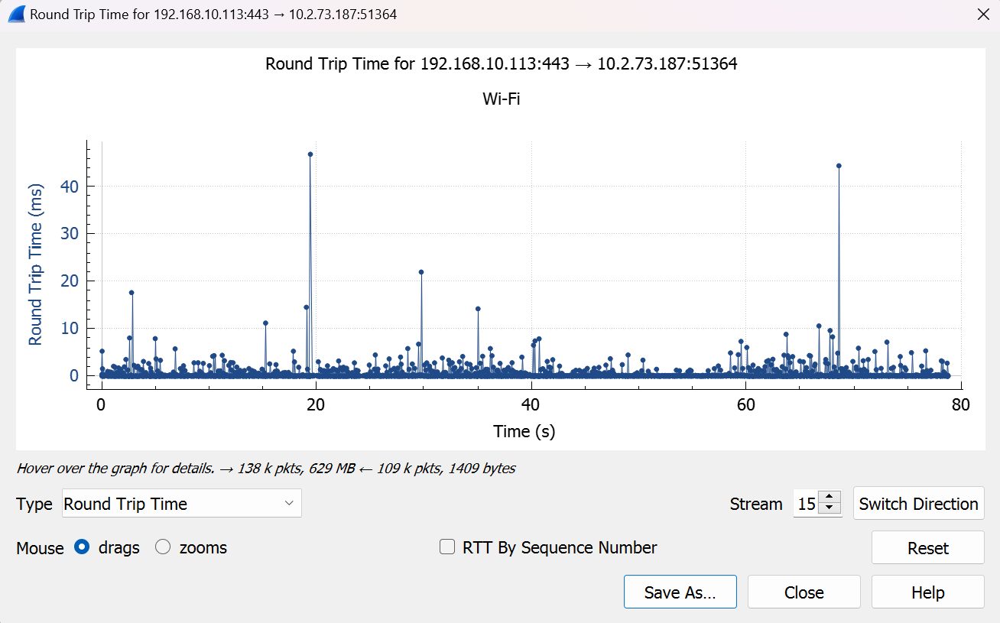 Round Trip Time for 192.168.10.113:443 → 10.2.73.187:51364
Round Trip Time for 192.168.10.113:443 → 10.2.73.187:51364
Wi-Fi
Round Trip Time (ms)
40
30
20
10
0
0 20 40 60 80
Time (s)
Hover over the graph for details. → 138 k pkts, 629 MB ← 109 k pkts, 1409 bytes
Type Round Trip Time Stream 15 Switch Direction
Mouse drags zooms RTT By Sequence Number Reset
Save As... Close Help